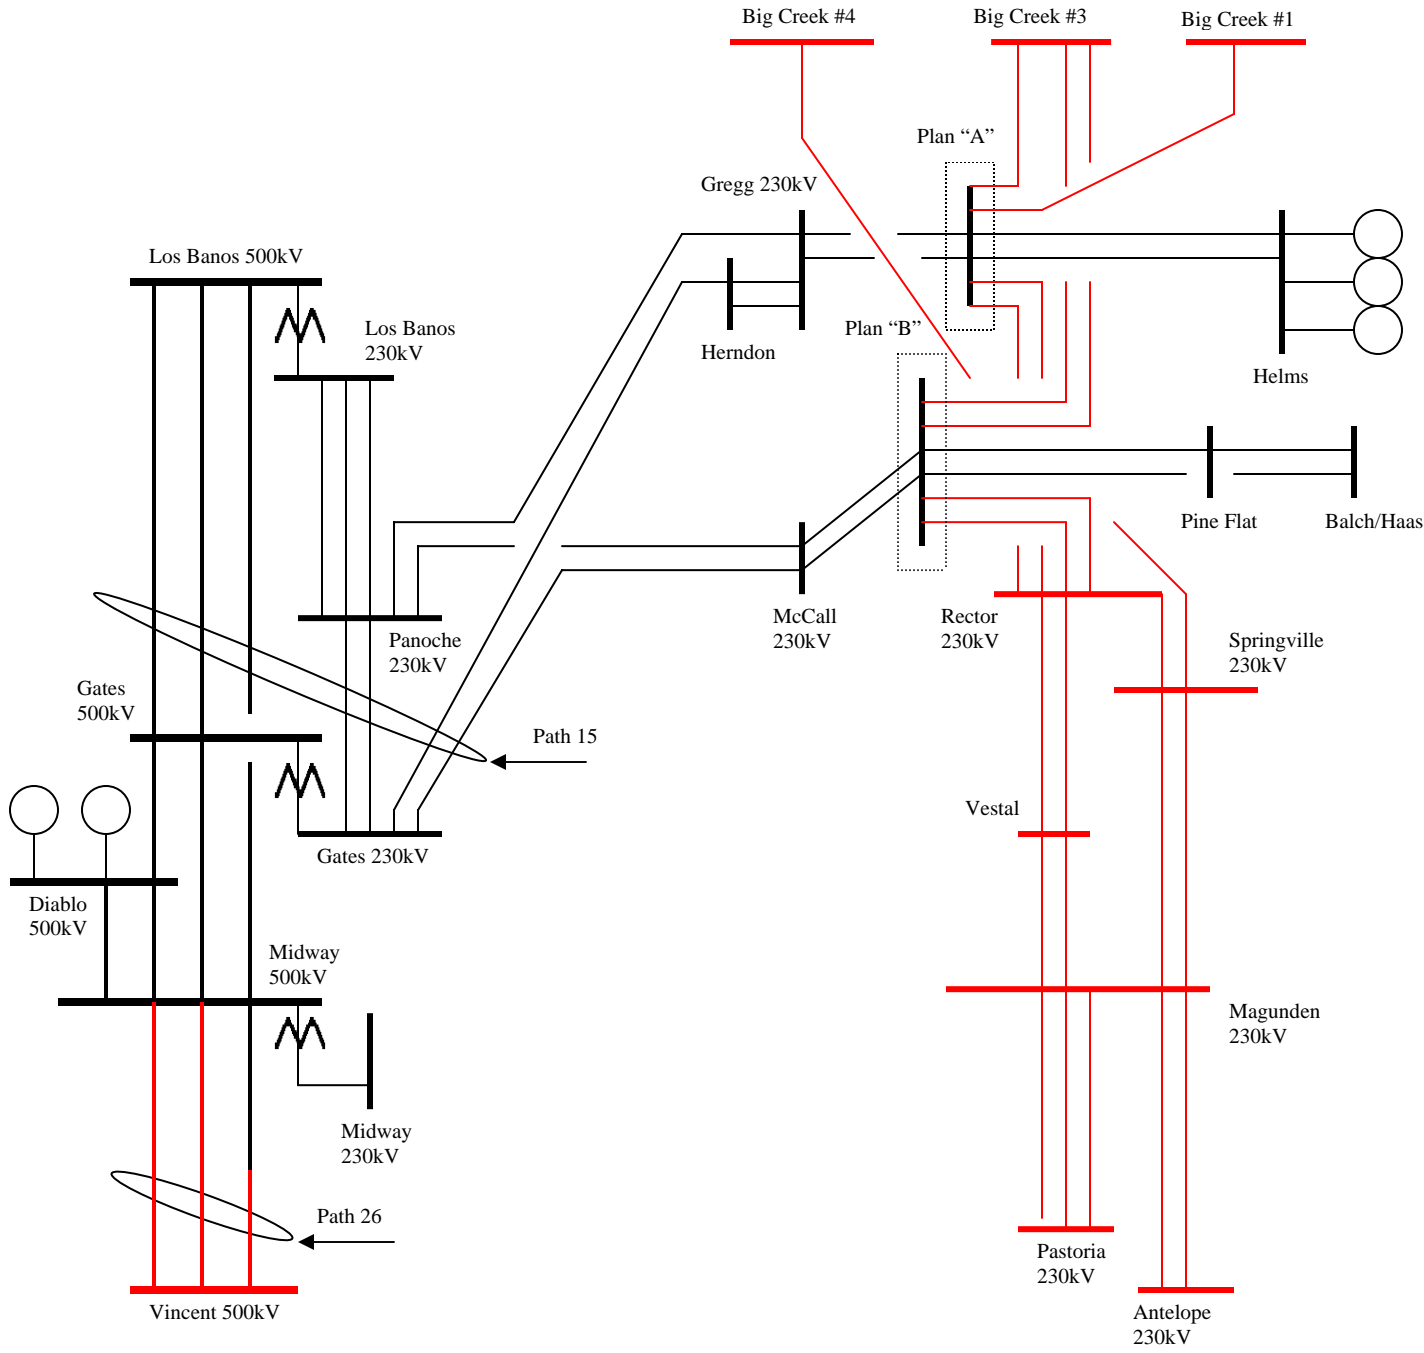 Big Creek #4
Big Creek #3
Big Creek #1
Plan “A”
Gregg 230kV
Los Banos 500kV
Los Banos
230kV
Plan “B”
Herndon
Helms
Pine Flat
Balch/Haas
McCall
230kV
Rector
230kV
Panoche
230kV
Springville
230kV
Gates
500kV
Path 15
Vestal
Gates 230kV
Diablo
500kV
Midway
500kV
Magunden
230kV
Midway
230kV
Path 26
Pastoria
230kV
Vincent 500kV
Antelope
230kV